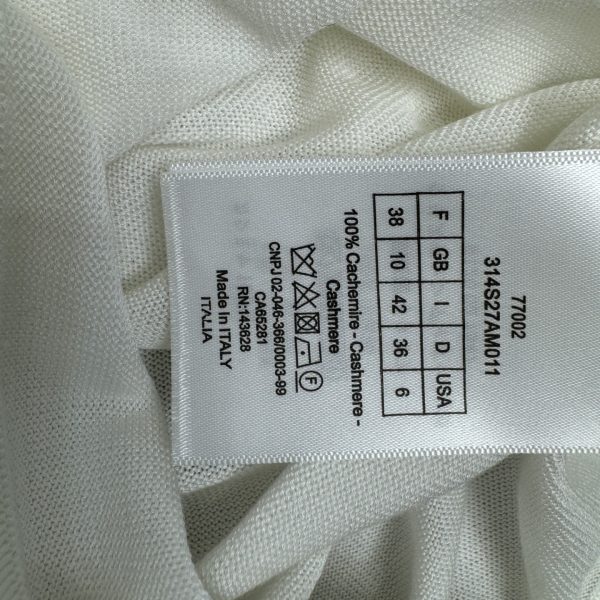 77002
314S27AM011
F GB I D USA
38 10 42 36 6
100% Cachemire - Cashmere -
Cashmere
F
CNPJ 02-046-366/0003-99
CA65281
RN:143628
Made In ITALY
ITALIA